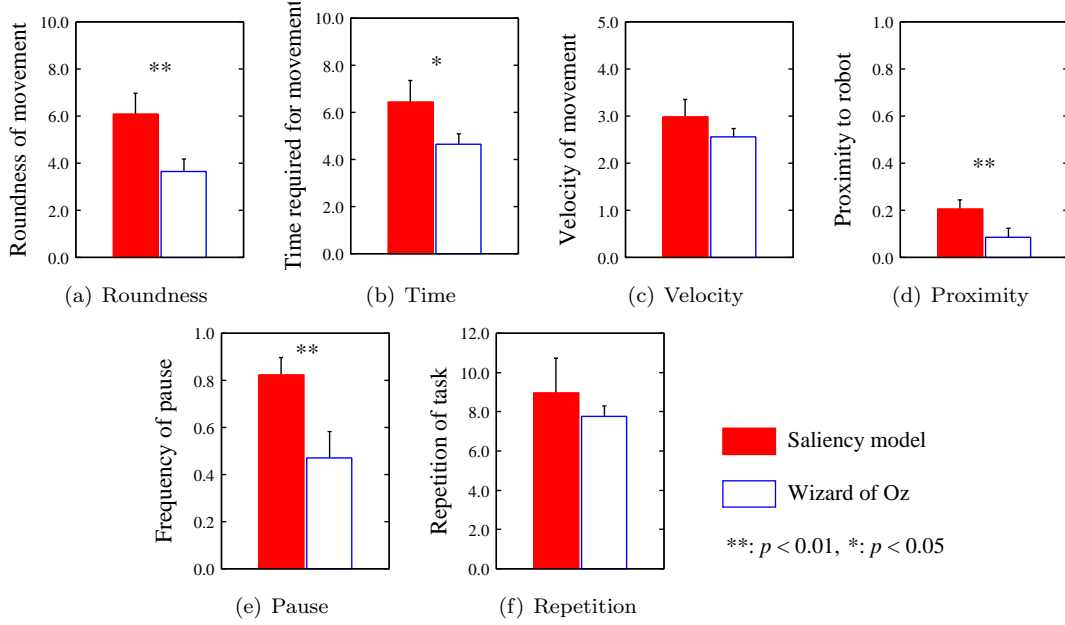 Roundness of movement
10.0
8.0
6.0
4.0
2.0
0.0
**
(a) Roundness
Time required for movement
10.0
8.0
6.0
4.0
2.0
0.0
*
(b) Time
Velocity of movement
5.0
4.0
3.0
2.0
1.0
0.0
(c) Velocity
Proximity to robot
1.0
0.8
0.6
0.4
0.2
0.0
**
(d) Proximity
Frequency of pause
1.0
0.8
0.6
0.4
0.2
0.0
**
(e) Pause
Repetition of task
12.0
10.0
8.0
6.0
4.0
2.0
0.0
(f) Repetition
Saliency model
Wizard of Oz
**: p < 0.01, *: p < 0.05